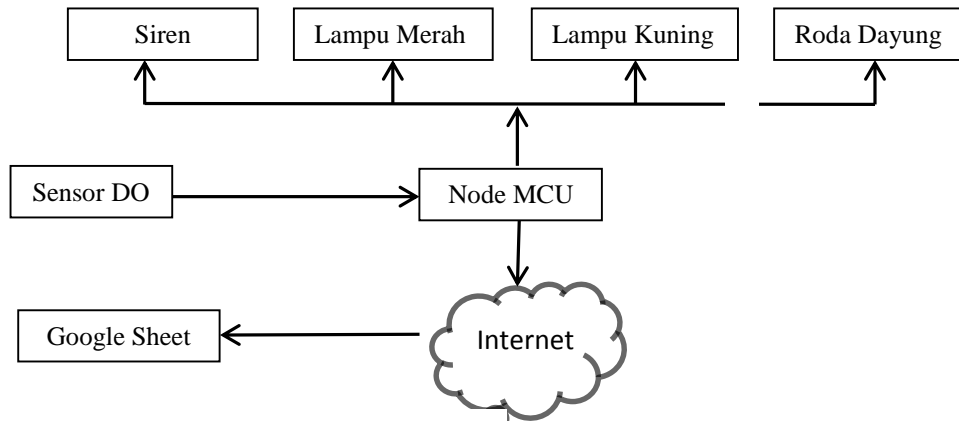 Siren
Lampu Merah
Lampu Kuning
Roda Dayung
Sensor DO
Node MCU
Internet
Google Sheet